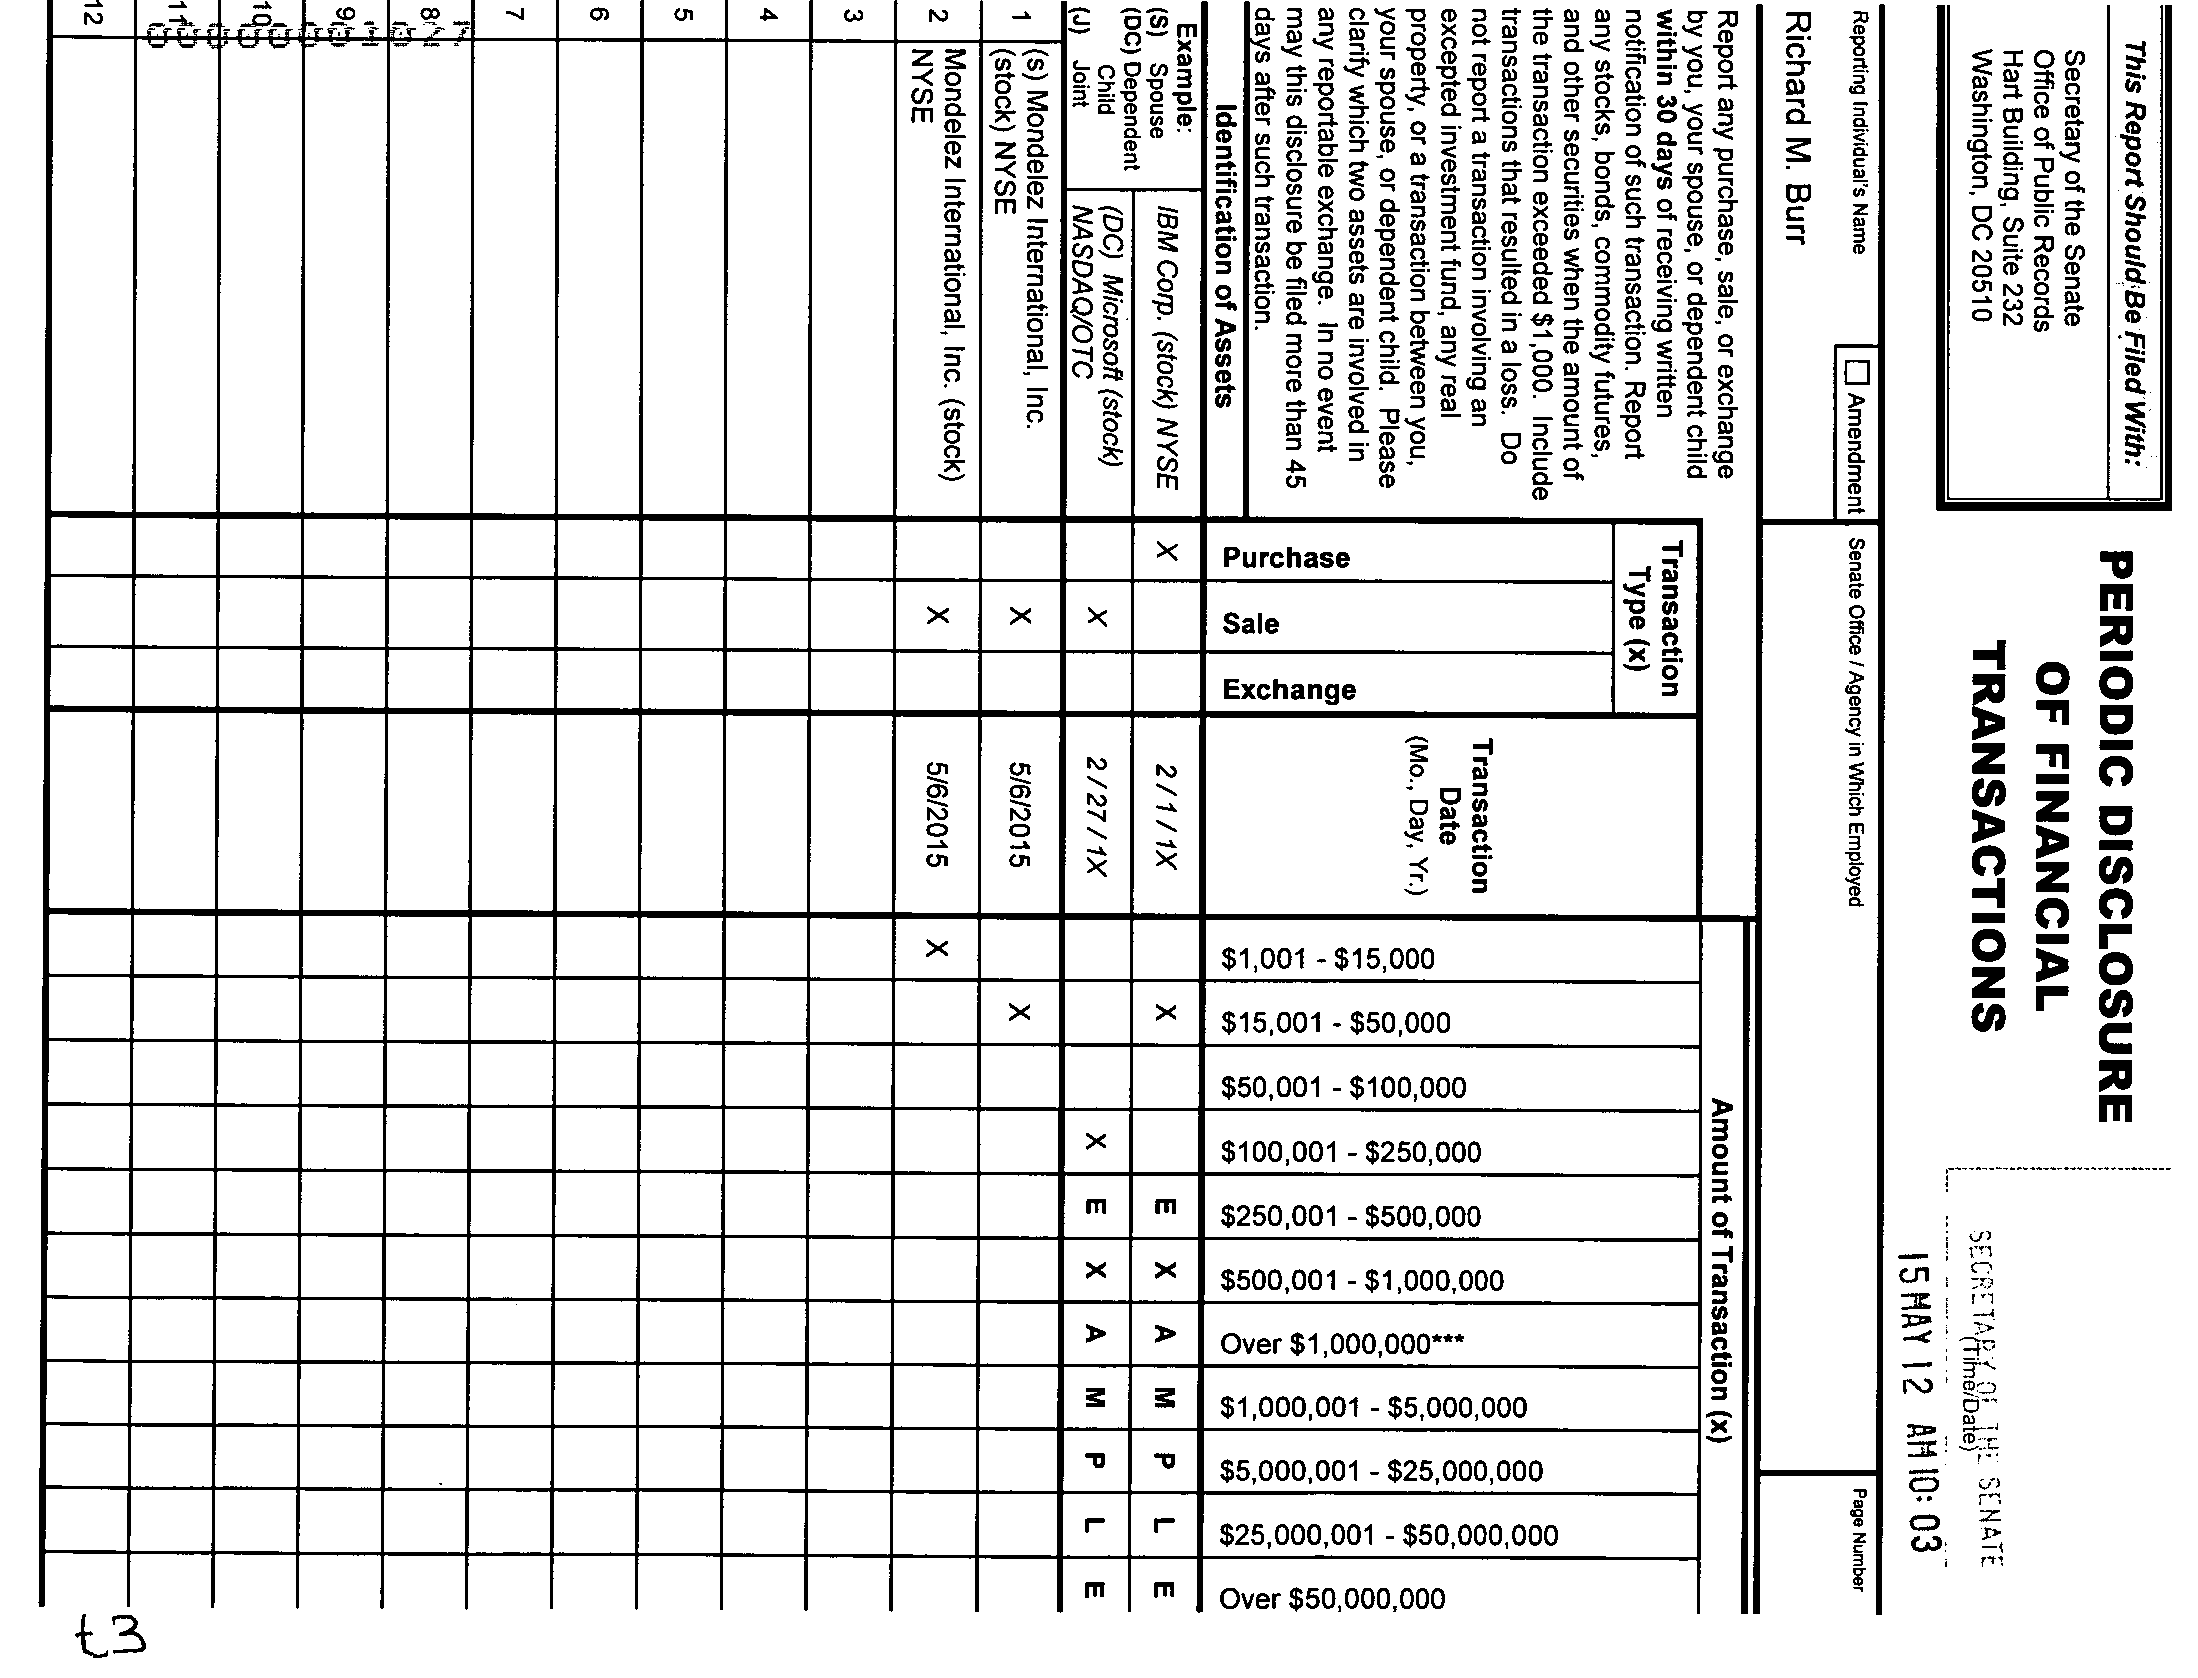 This Report Should Be Filed With:
Secretary of the Senate
Office of Public Records
Hart Building, Suite 232
Washington, DC 20510
PERIODIC DISCLOSURE
OF FINANCIAL
TRANSACTIONS
SECRETARY OF THE SENATE
(Time/Date)
15 MAY 12 AM 10:03
Reporting Individual's Name
Amendment
Senate Office / Agency in Which Employed
Page Number
Richard M. Burr
Report any purchase, sale, or exchange
by you, your spouse, or dependent child
within 30 days of receiving written
notification of such transaction. Report
any stocks, bonds, commodity futures,
and other securities when the amount of
the transaction exceeded $1,000. Include
transactions that resulted in a loss. Do
not report a transaction involving an
excepted investment fund, any real
property, or a transaction between you,
your spouse, or dependent child. Please
clarify which two assets are involved in
any reportable exchange. In no event
may this disclosure be filed more than 45
days after such transaction.
Identification of Assets
Transaction
Type (x)
Purchase
Sale
Exchange
Transaction
Date
(Mo., Day, Yr.)
Amount of Transaction (x)
$1,001 - $15,000
$15,001 - $50,000
$50,001 - $100,000
$100,001 - $250,000
$250,001 - $500,000
$500,001 - $1,000,000
Over $1,000,000***
$1,000,001 - $5,000,000
$5,000,001 - $25,000,000
$25,000,001 - $50,000,000
Over $50,000,000
Example:
(S) Spouse
(DC) Dependent
Child
(J) Joint
IBM Corp. (stock) NYSE X 2 / 1 / 1X X E X A M P L E
(DC) Microsoft (stock)
NASDAQ/OTC X 2 / 27 / 1X X E X A M P L E
1 (s) Mondelez International, Inc.
(stock) NYSE X 5/6/2015 X
2 Mondelez International, Inc. (stock)
NYSE X 5/6/2015 X
3
4
5
6
7
8
9
10
11
12